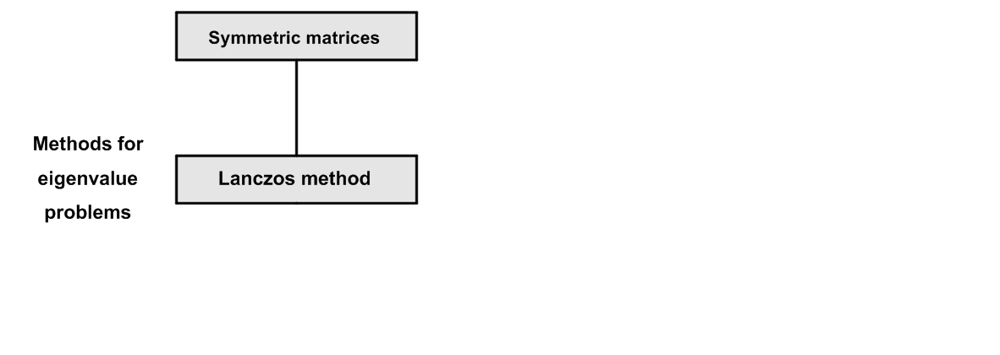 Symmetric matrices
Methods for
eigenvalue
problems
Lanczos method